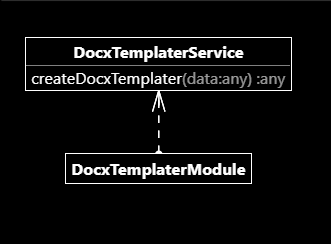 DocxTemplaterService
createDocxTemplater(data:any) :any
DocxTemplaterModule